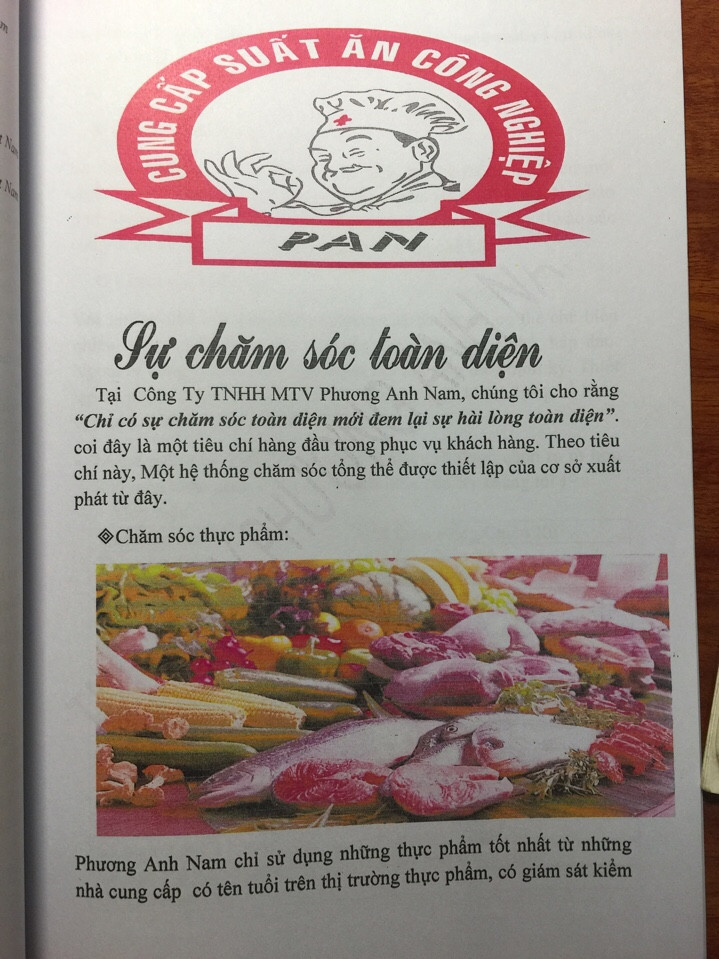 CUNG CẤP SUẤT ĂN CÔNG NGHIỆP
PAN
Sự chăm sóc toàn diện
Tại Công Ty TNHH MTV Phương Anh Nam, chúng tôi cho rằng
“Chỉ có sự chăm sóc toàn diện mới đem lại sự hài lòng toàn diện”.
coi đây là một tiêu chí hàng đầu trong phục vụ khách hàng. Theo tiêu
chí này, Một hệ thống chăm sóc tổng thể được thiết lập của cơ sở xuất
phát từ đây.
Chăm sóc thực phẩm:
Phương Anh Nam chỉ sử dụng những thực phẩm tốt nhất từ những
nhà cung cấp có tên tuổi trên thị trường thực phẩm, có giám sát kiểm